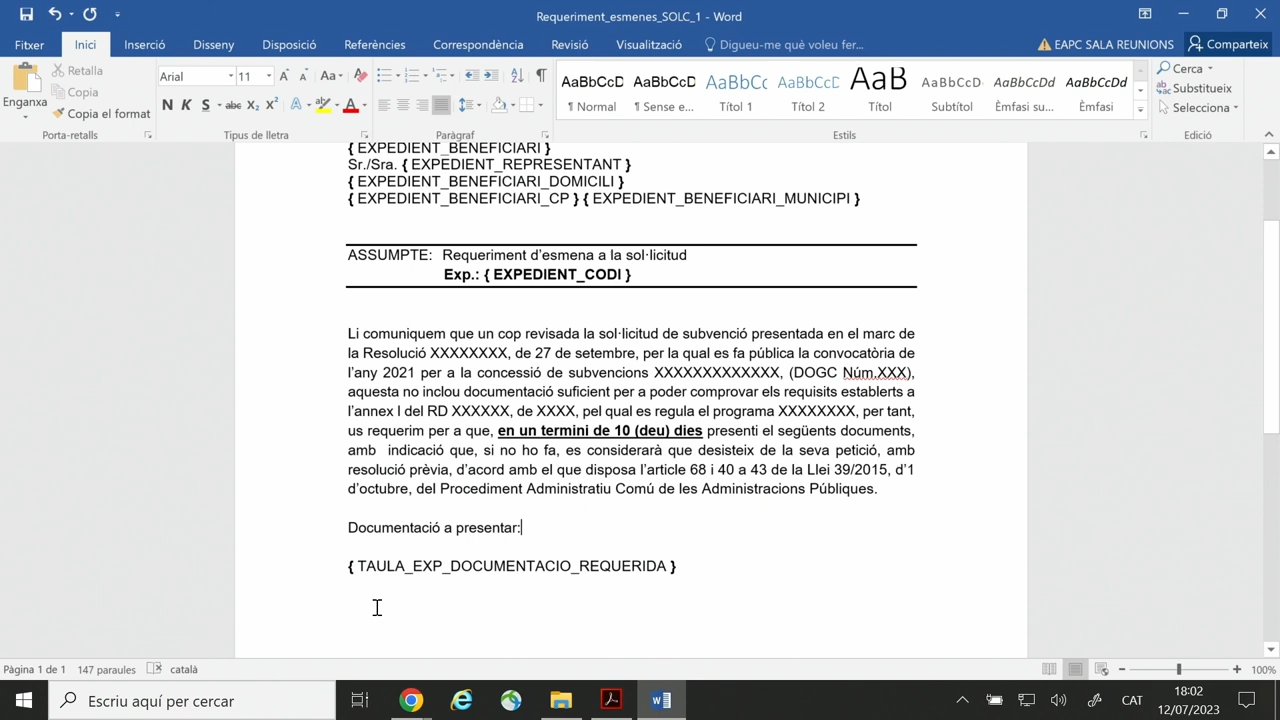 Requeriment_esmenes_SOLC_1 - Word
Fitxer Inici Inserció Disseny Disposició Referències Correspondència Revisió Visualització Digueu-me què voleu fer... EAPC SALA REUNIONS Comparteix
Enganxa
Retalla
Copia
Copia el format
Porta-retalls
Arial 11
Tipus de lletra
Paràgraf
AaBbCcD AaBbCcD AaBbCc AaBbCcD AaB AaBbCcD AaBbCcDd AaBbCcDd
¶ Normal ¶ Sense e... Títol 1 Títol 2 Títol Subtítol Èmfasi su... Èmfasi
Estils
Cerca
Substitueix
Selecciona
Edició
{ EXPEDIENT_BENEFICIARI }
Sr./Sra. { EXPEDIENT_REPRESENTANT }
{ EXPEDIENT_BENEFICIARI_DOMICILI }
{ EXPEDIENT_BENEFICIARI_CP } { EXPEDIENT_BENEFICIARI_MUNICIPI }
ASSUMPTE: Requeriment d’esmena a la sol·licitud
Exp.: { EXPEDIENT_CODI }
Li comuniquem que un cop revisada la sol·licitud de subvenció presentada en el marc de
la Resolució XXXXXXXX, de 27 de setembre, per la qual es fa pública la convocatòria de
l’any 2021 per a la concessió de subvencions XXXXXXXXXXXXX, (DOGC Núm.XXX),
aquesta no inclou documentació suficient per a poder comprovar els requisits establerts a
l’annex I del RD XXXXXX, de XXXX, pel qual es regula el programa XXXXXXXX, per tant,
us requerim per a que, en un termini de 10 (deu) dies presenti el següents documents,
amb indicació que, si no ho fa, es considerarà que desisteix de la seva petició, amb
resolució prèvia, d’acord amb el que disposa l’article 68 i 40 a 43 de la Llei 39/2015, d’1
d’octubre, del Procediment Administratiu Comú de les Administracions Públiques.
Documentació a presentar:
{ TAULA_EXP_DOCUMENTACIO_REQUERIDA }
Pàgina 1 de 1 147 paraules català 100%
Escriu aquí per cercar
CAT
18:02
12/07/2023